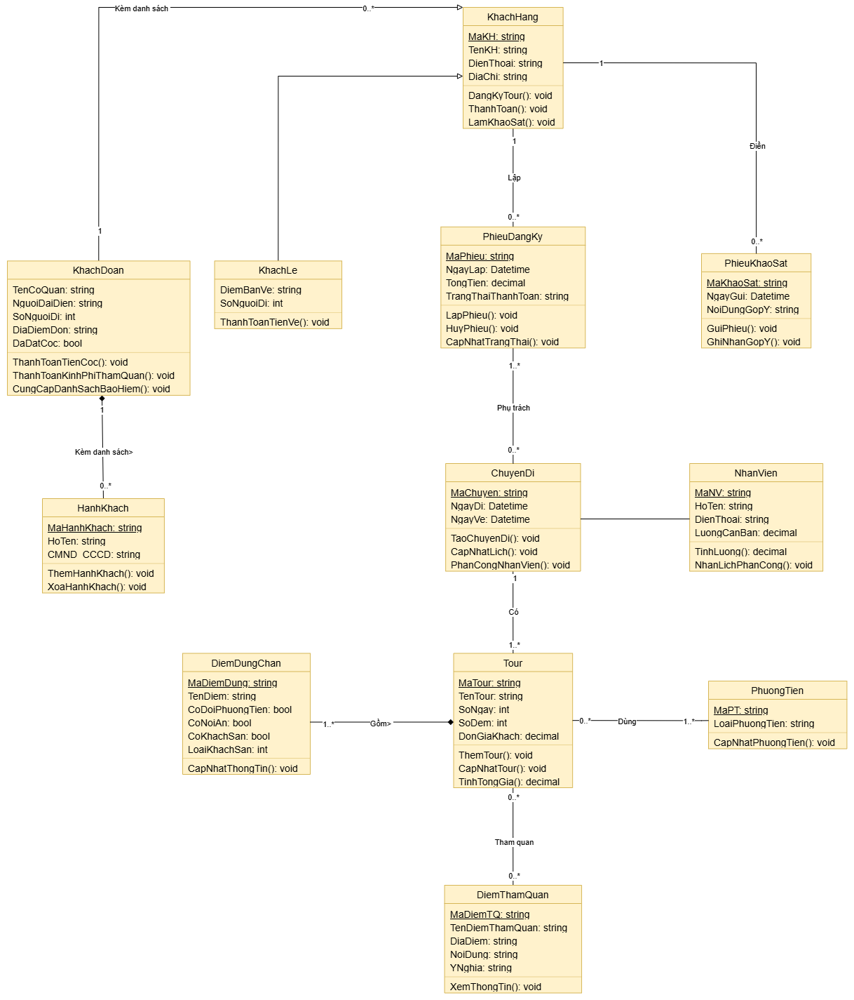 Kèm danh sách
0..*
KhachHang
MaKH: string
TenKH: string
DienThoai: string
DiaChi: string
DangKyTour(): void
ThanhToan(): void
LamKhaoSat(): void
1
Điền
0..*
1
Lập
0..*
1
KhachDoan
TenCoQuan: string
NguoiDaiDien: string
SoNguoiDi: int
DiaDiemDon: string
DaDatCoc: bool
ThanhToanTienCoc(): void
ThanhToanKinhPhiThamQuan(): void
CungCapDanhSachBaoHiem(): void
KhachLe
DiemBanVe: string
SoNguoiDi: int
ThanhToanTienVe(): void
PhieuDangKy
MaPhieu: string
NgayLap: Datetime
TongTien: decimal
TrangThaiThanhToan: string
LapPhieu(): void
HuyPhieu(): void
CapNhatTrangThai(): void
PhieuKhaoSat
MaKhaoSat: string
NgayGui: Datetime
NoiDungGopY: string
GuiPhieu(): void
GhiNhanGopY(): void
1
Kèm danh sách>
0..*
1..*
Phụ trách
0..*
HanhKhach
MaHanhKhach: string
HoTen: string
CMND_CCCD: string
ThemHanhKhach(): void
XoaHanhKhach(): void
ChuyenDi
MaChuyen: string
NgayDi: Datetime
NgayVe: Datetime
TaoChuyenDi(): void
CapNhatLich(): void
PhanCongNhanVien(): void
NhanVien
MaNV: string
HoTen: string
DienThoai: string
LuongCanBan: decimal
TinhLuong(): decimal
NhanLichPhanCong(): void
1
Có
1..*
DiemDungChan
MaDiemDung: string
TenDiem: string
CoDoiPhuongTien: bool
CoNoiAn: bool
CoKhachSan: bool
LoaiKhachSan: int
CapNhatThongTin(): void
1..*
Gồm>
Tour
MaTour: string
TenTour: string
SoNgay: int
SoDem: int
DonGiaKhach: decimal
ThemTour(): void
CapNhatTour(): void
TinhTongGia(): decimal
0..*
Dùng
1..*
PhuongTien
MaPT: string
LoaiPhuongTien: string
CapNhatPhuongTien(): void
0..*
Tham quan
0..*
DiemThamQuan
MaDiemTQ: string
TenDiemThamQuan: string
DiaDiem: string
NoiDung: string
YNghia: string
XemThongTin(): void